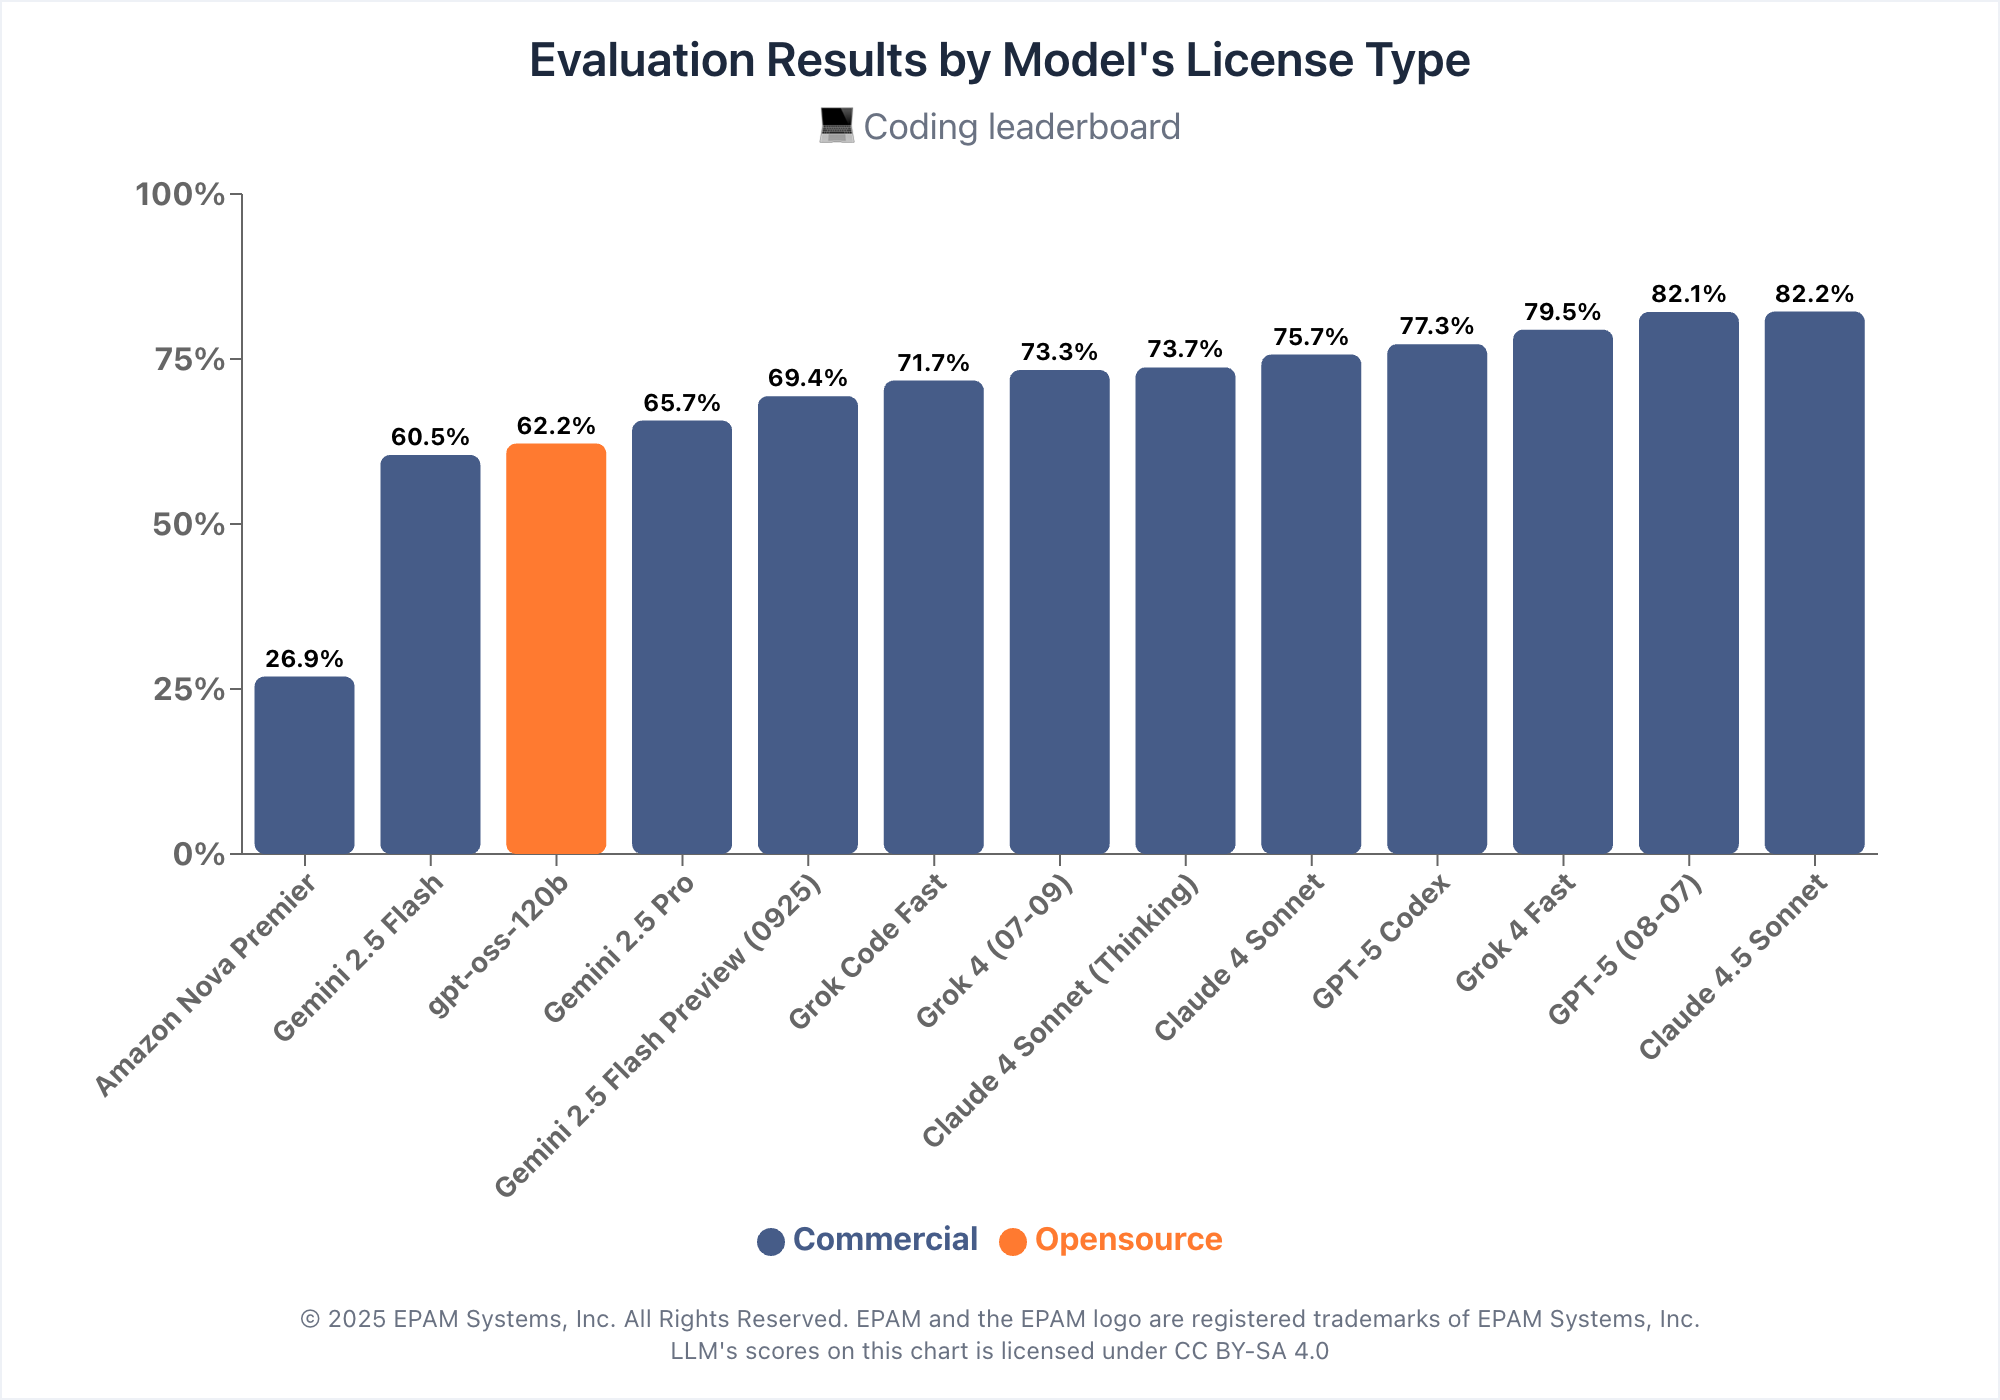 Evaluation Results by Model's License Type
💻 Coding leaderboard
100%
75%
50%
25%
0%
26.9%
60.5%
62.2%
65.7%
69.4%
71.7%
73.3%
73.7%
75.7%
77.3%
79.5%
82.1%
82.2%
Amazon Nova Premier
Gemini 2.5 Flash
gpt-oss-120b
Gemini 2.5 Pro
Gemini 2.5 Flash Preview (0925)
Grok Code Fast
Grok 4 (07-09)
Claude 4 Sonnet (Thinking)
Claude 4 Sonnet
GPT-5 Codex
Grok 4 Fast
GPT-5 (08-07)
Claude 4.5 Sonnet
Commercial
Opensource
© 2025 EPAM Systems, Inc. All Rights Reserved. EPAM and the EPAM logo are registered trademarks of EPAM Systems, Inc.
LLM's scores on this chart is licensed under CC BY-SA 4.0